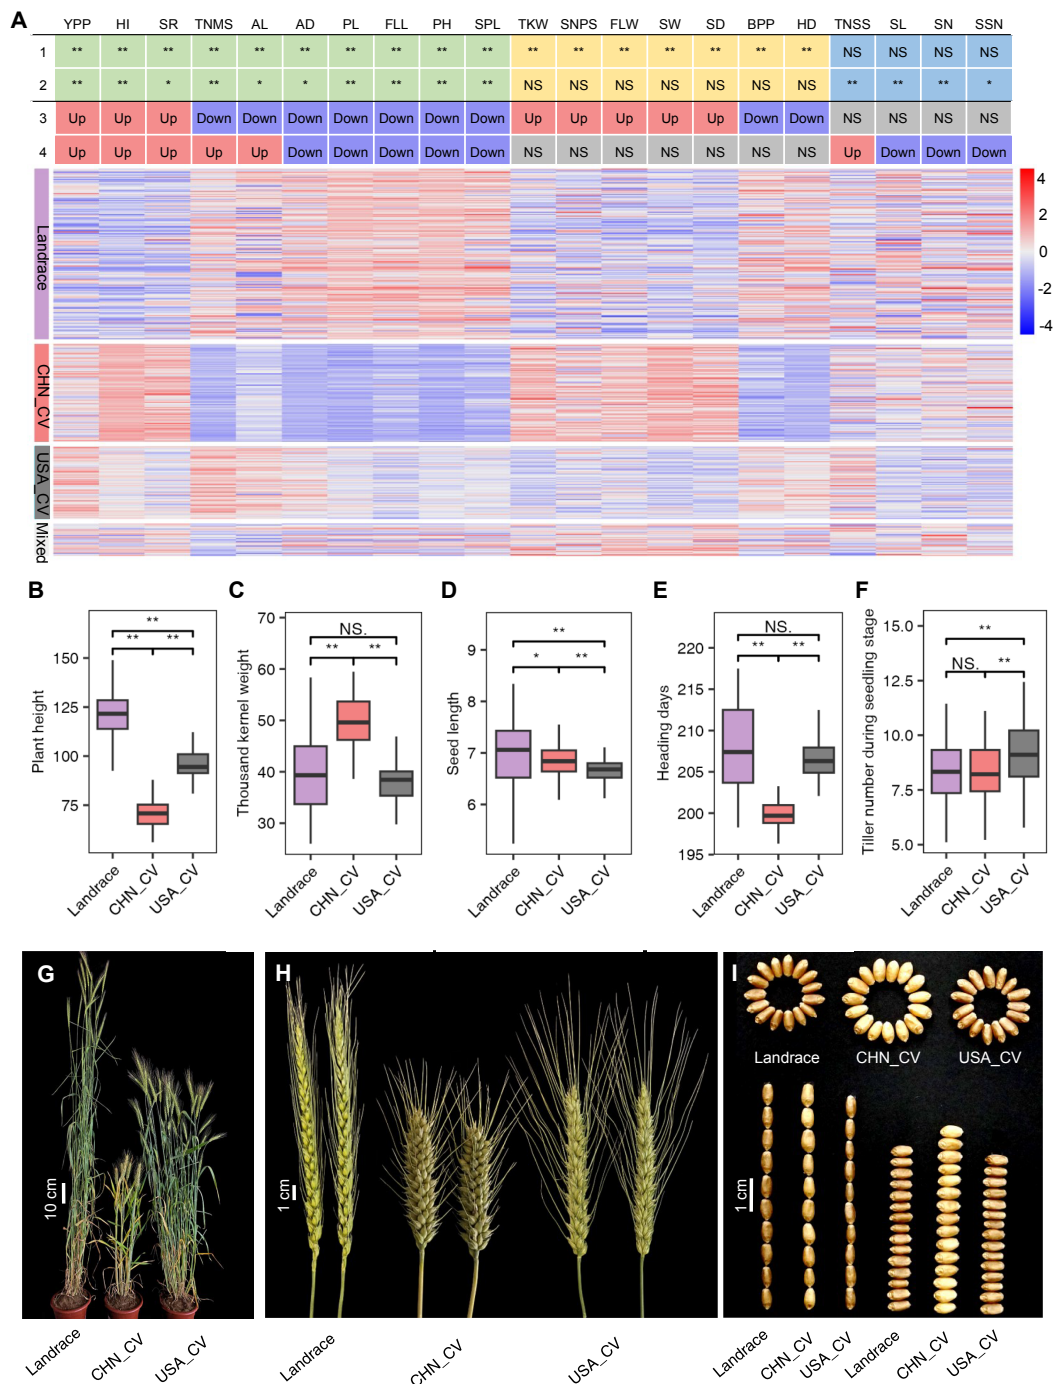 A
YPP HI SR TNMS AL AD PL FLL PH SPL TKW SNPS FLW SW SD BPP HD TNSS SL SN SSN
1 ** ** ** ** ** ** ** ** ** ** ** ** ** ** ** ** ** NS NS NS NS
2 ** ** * ** * * ** ** ** ** NS NS NS NS NS NS NS ** ** ** *
3 Up Up Up Down Down Down Down Down Down Down Up Up Up Up Up Down Down NS NS NS NS
4 Up Up Up Up Up Down Down Down Down Down NS NS NS NS NS NS NS Up Down Down Down
Landrace
CHN_CV
USA_CV
Mixed
4
2
0
-2
-4
B
Plant height
150
125
100
75
**
** **
Landrace
CHN_CV
USA_CV
C
Thousand kernel weight
70
60
50
40
30
NS.
** **
Landrace
CHN_CV
USA_CV
D
Seed length
9
8
7
6
**
* **
Landrace
CHN_CV
USA_CV
E
Heading days
220
215
210
205
200
195
NS.
** **
Landrace
CHN_CV
USA_CV
F
Tiller number during seedling stage
15.0
12.5
10.0
7.5
5.0
**
NS. **
Landrace
CHN_CV
USA_CV
G
10 cm
Landrace
CHN_CV
USA_CV
H
1 cm
Landrace
CHN_CV
USA_CV
I
Landrace CHN_CV USA_CV
1 cm
Landrace
CHN_CV
USA_CV
Landrace
CHN_CV
USA_CV